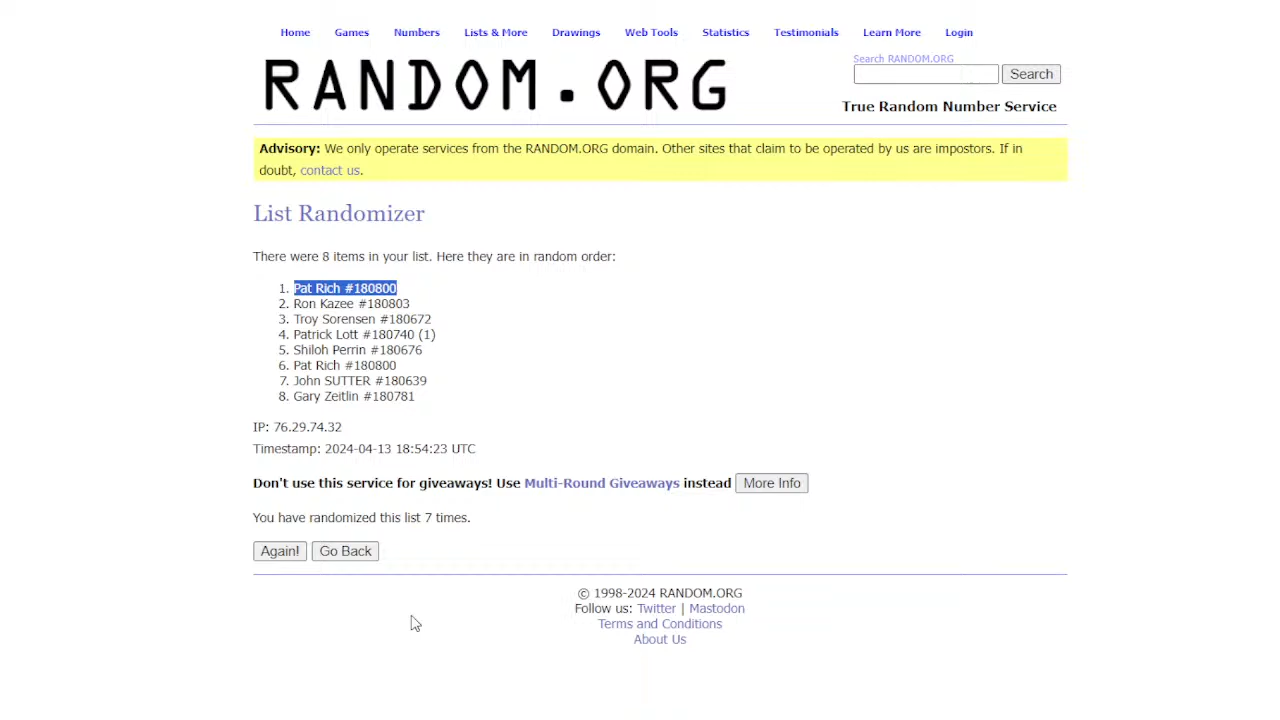 Home Games Numbers Lists & More Drawings Web Tools Statistics Testimonials Learn More Login
RANDOM.ORG
Search RANDOM.ORG
Search
True Random Number Service
Advisory: We only operate services from the RANDOM.ORG domain. Other sites that claim to be operated by us are impostors. If in
doubt, contact us.
List Randomizer
There were 8 items in your list. Here they are in random order:
1. Pat Rich #180800
2. Ron Kazee #180803
3. Troy Sorensen #180672
4. Patrick Lott #180740 (1)
5. Shiloh Perrin #180676
6. Pat Rich #180800
7. John SUTTER #180639
8. Gary Zeitlin #180781
IP: 76.29.74.32
Timestamp: 2024-04-13 18:54:23 UTC
Don't use this service for giveaways! Use Multi-Round Giveaways instead More Info
You have randomized this list 7 times.
Again! Go Back
© 1998-2024 RANDOM.ORG
Follow us: Twitter | Mastodon
Terms and Conditions
About Us